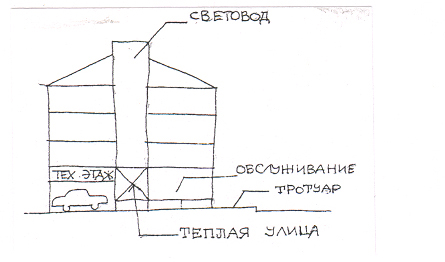 СВЕТОВОД
ТЕХ. ЭТАЖ
ОБСЛУЖИВАНИЕ
ТРОТУАР
ТЕПЛАЯ УЛИЦА